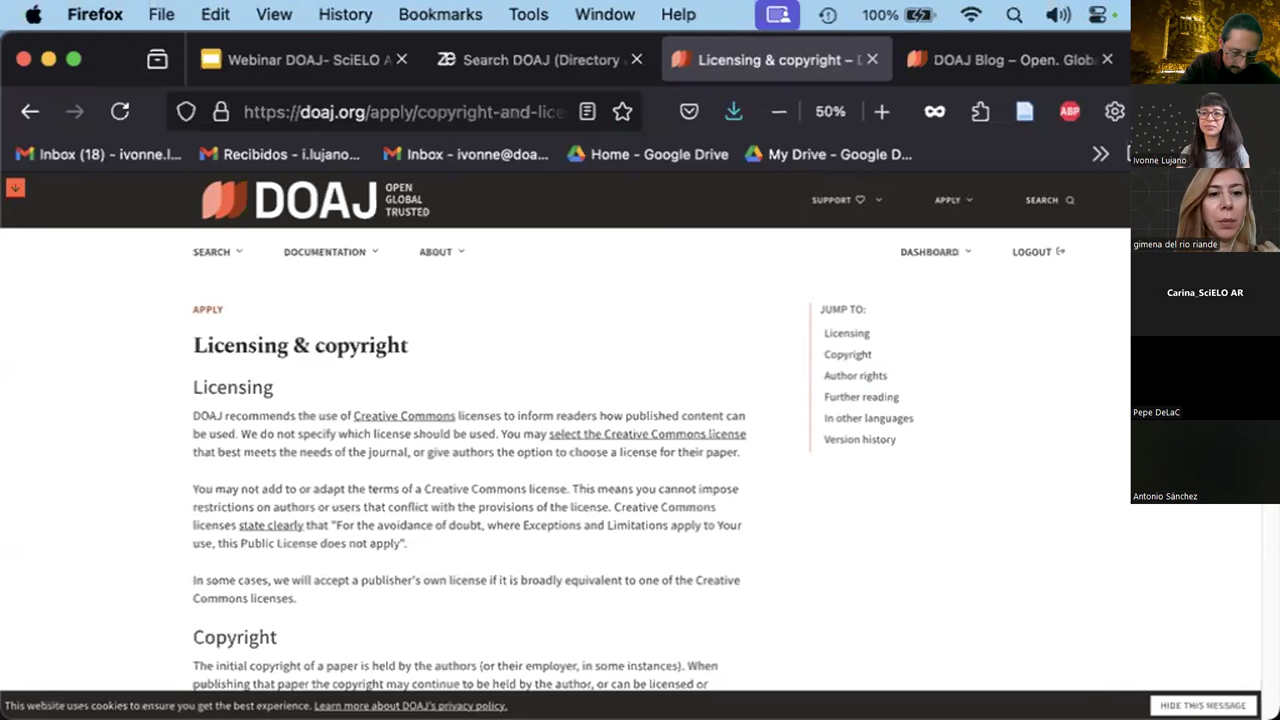 Firefox File Edit View History Bookmarks Tools Window Help 100%
Webinar DOAJ- SciELO A Search DOAJ (Directory Licensing & copyright – D DOAJ Blog – Open. Glob
https://doaj.org/apply/copyright-and-lice 50% ABP
Inbox (18) - ivonne.l... Recibidos - i.lujano... Inbox - ivonne@doa... Home - Google Drive My Drive - Google D...
DOAJ
OPEN
GLOBAL
TRUSTED
SUPPORT APPLY SEARCH
SEARCH DOCUMENTATION ABOUT DASHBOARD LOGOUT
APPLY
Licensing & copyright
Licensing
DOAJ recommends the use of Creative Commons licenses to inform readers how published content can
be used. We do not specify which license should be used. You may select the Creative Commons license
that best meets the needs of the journal, or give authors the option to choose a license for their paper.
You may not add to or adapt the terms of a Creative Commons license. This means you cannot impose
restrictions on authors or users that conflict with the provisions of the license. Creative Commons
licenses state clearly that "For the avoidance of doubt, where Exceptions and Limitations apply to Your
use, this Public License does not apply".
In some cases, we will accept a publisher's own license if it is broadly equivalent to one of the Creative
Commons licenses.
Copyright
The initial copyright of a paper is held by the authors (or their employer, in some instances). When
publishing that paper the copyright may continue to be held by the author, or can be licensed or
JUMP TO:
Licensing
Copyright
Author rights
Further reading
In other languages
Version history
This website uses cookies to ensure you get the best experience. Learn more about DOAJ's privacy policy.
HIDE THIS MESSAGE
Ivonne Lujano
gimena del rio riande
Carina_SciELO AR
Pepe DeLaC
Antonio Sánchez